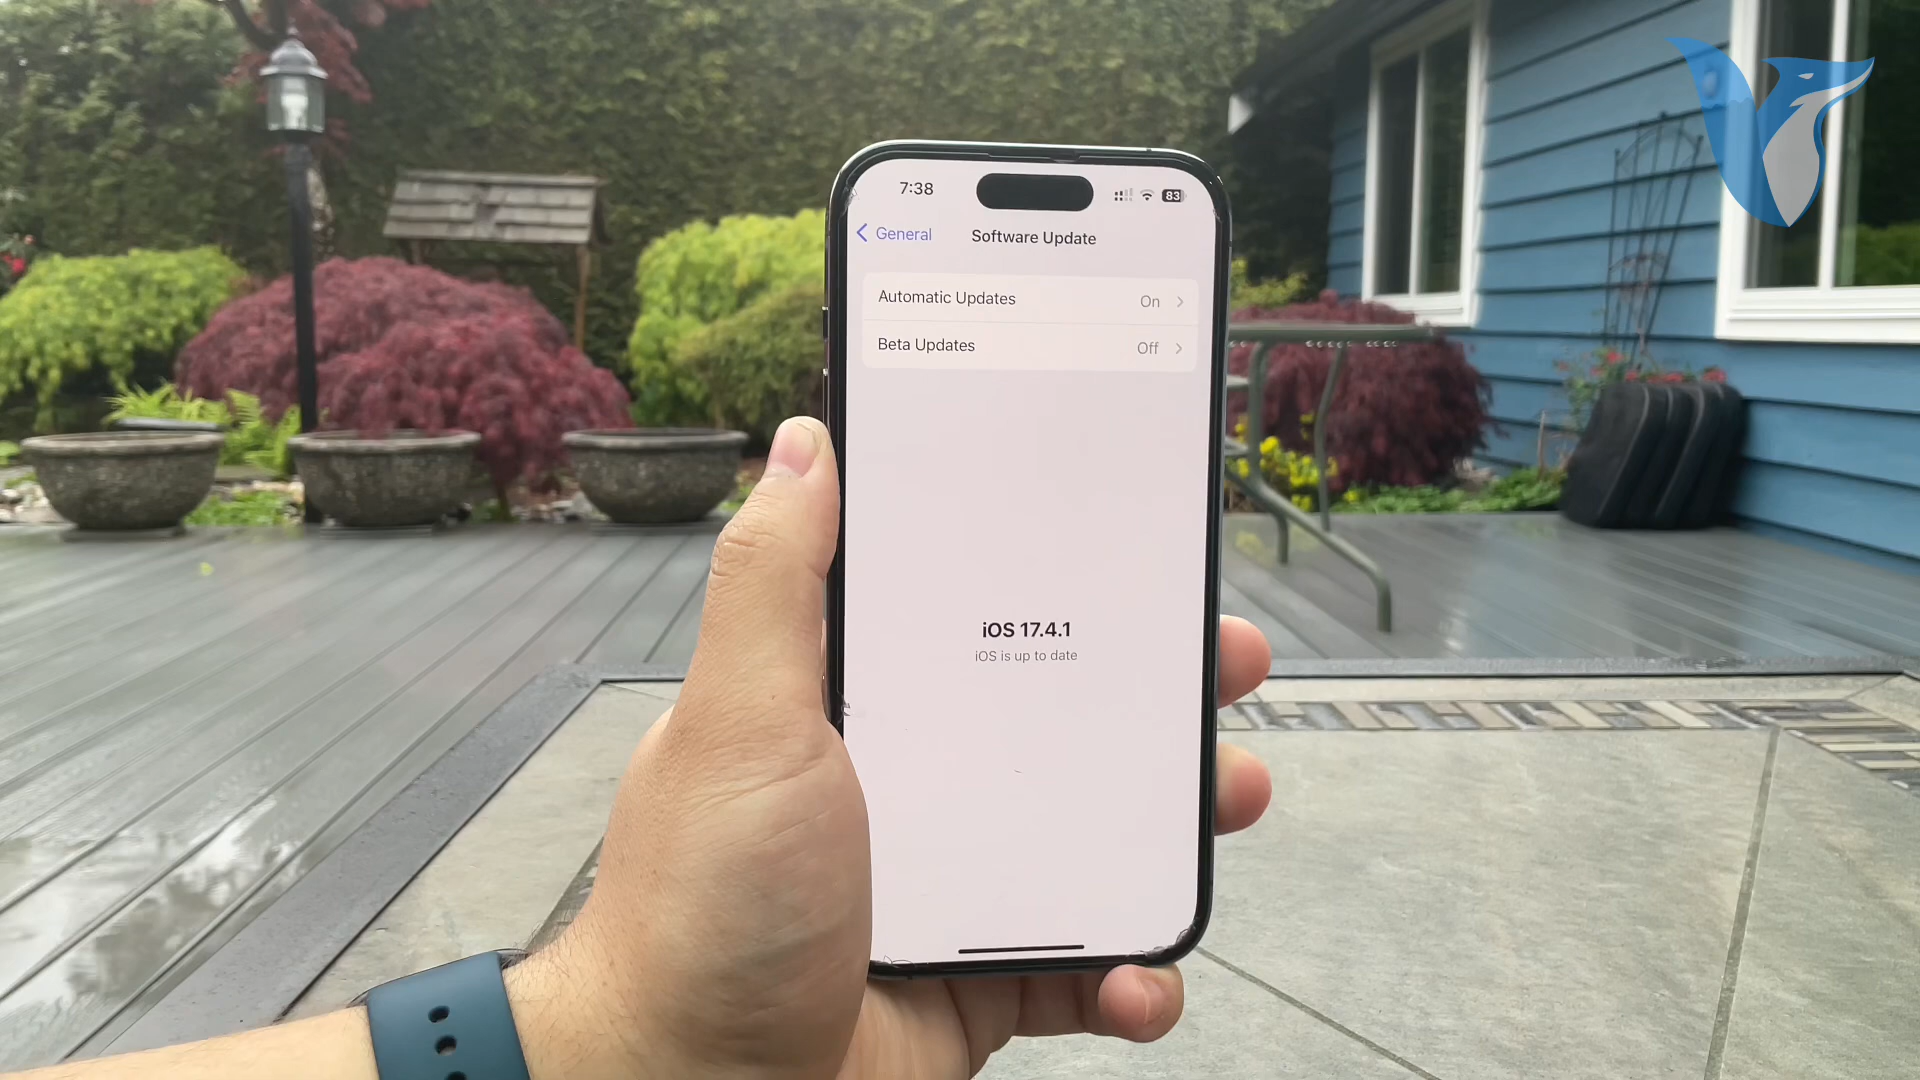 7:38
83
General
Software Update
Automatic Updates On
Beta Updates Off
iOS 17.4.1
iOS is up to date